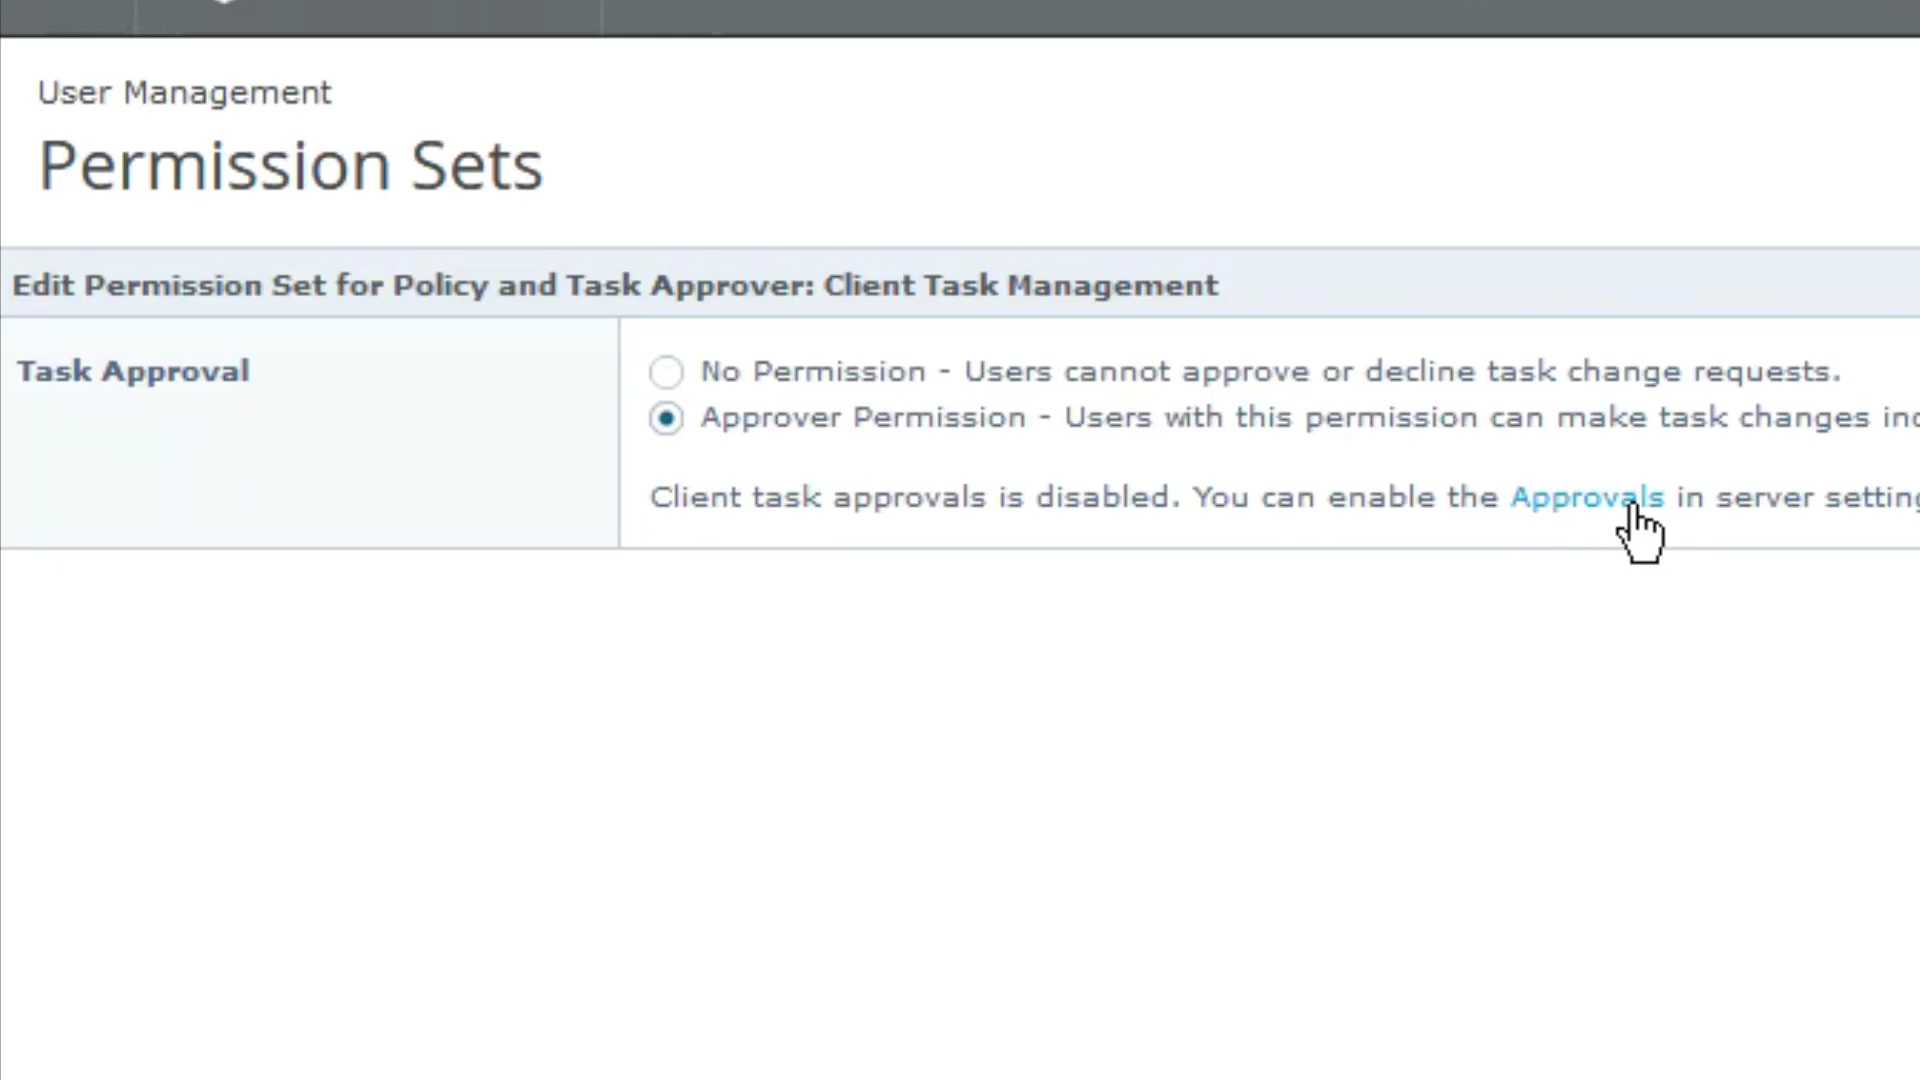 User Management
Permission Sets
Edit Permission Set for Policy and Task Approver: Client Task Management
Task Approval
No Permission - Users cannot approve or decline task change requests.
Approver Permission - Users with this permission can make task changes
Client task approvals is disabled. You can enable the Approvals in server